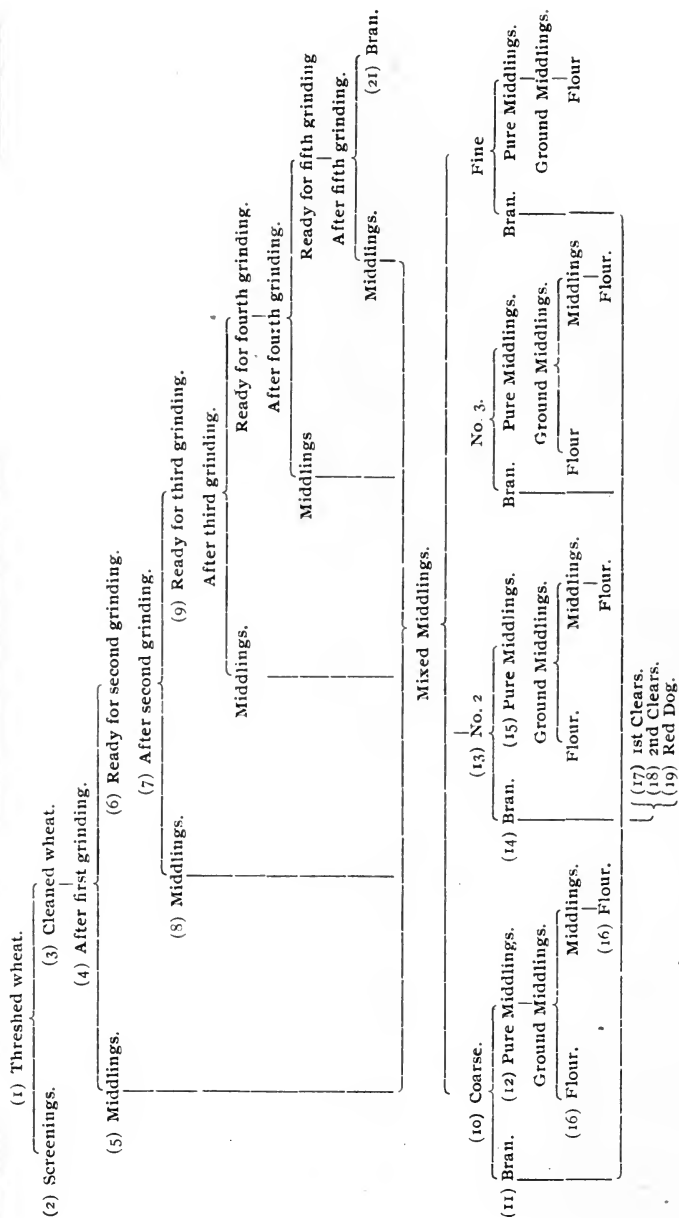 (1) Threshed wheat.
(2) Screenings. (3) Cleaned wheat.
(4) After first grinding.
(5) Middlings. (6) Ready for second grinding.
(7) After second grinding.
(8) Middlings. (9) Ready for third grinding.
After third grinding.
Middlings. Ready for fourth grinding.
After fourth grinding.
Middlings Ready for fifth grinding
After fifth grinding.
Middlings. (21) Bran.
Mixed Middlings.
(10) Coarse. (13) No. 2 No. 3. Fine
(11) Bran. (12) Pure Middlings. (14) Bran. (15) Pure Middlings. Bran. Pure Middlings. Bran. Pure Middlings.
Ground Middlings. Ground Middlings. Ground Middlings. Ground Middlings.
(16) Flour. Middlings. Flour. Middlings. Flour Middlings Flour
(16) Flour. Flour. Flour.
(17) 1st Clears.
(18) 2nd Clears.
(19) Red Dog.